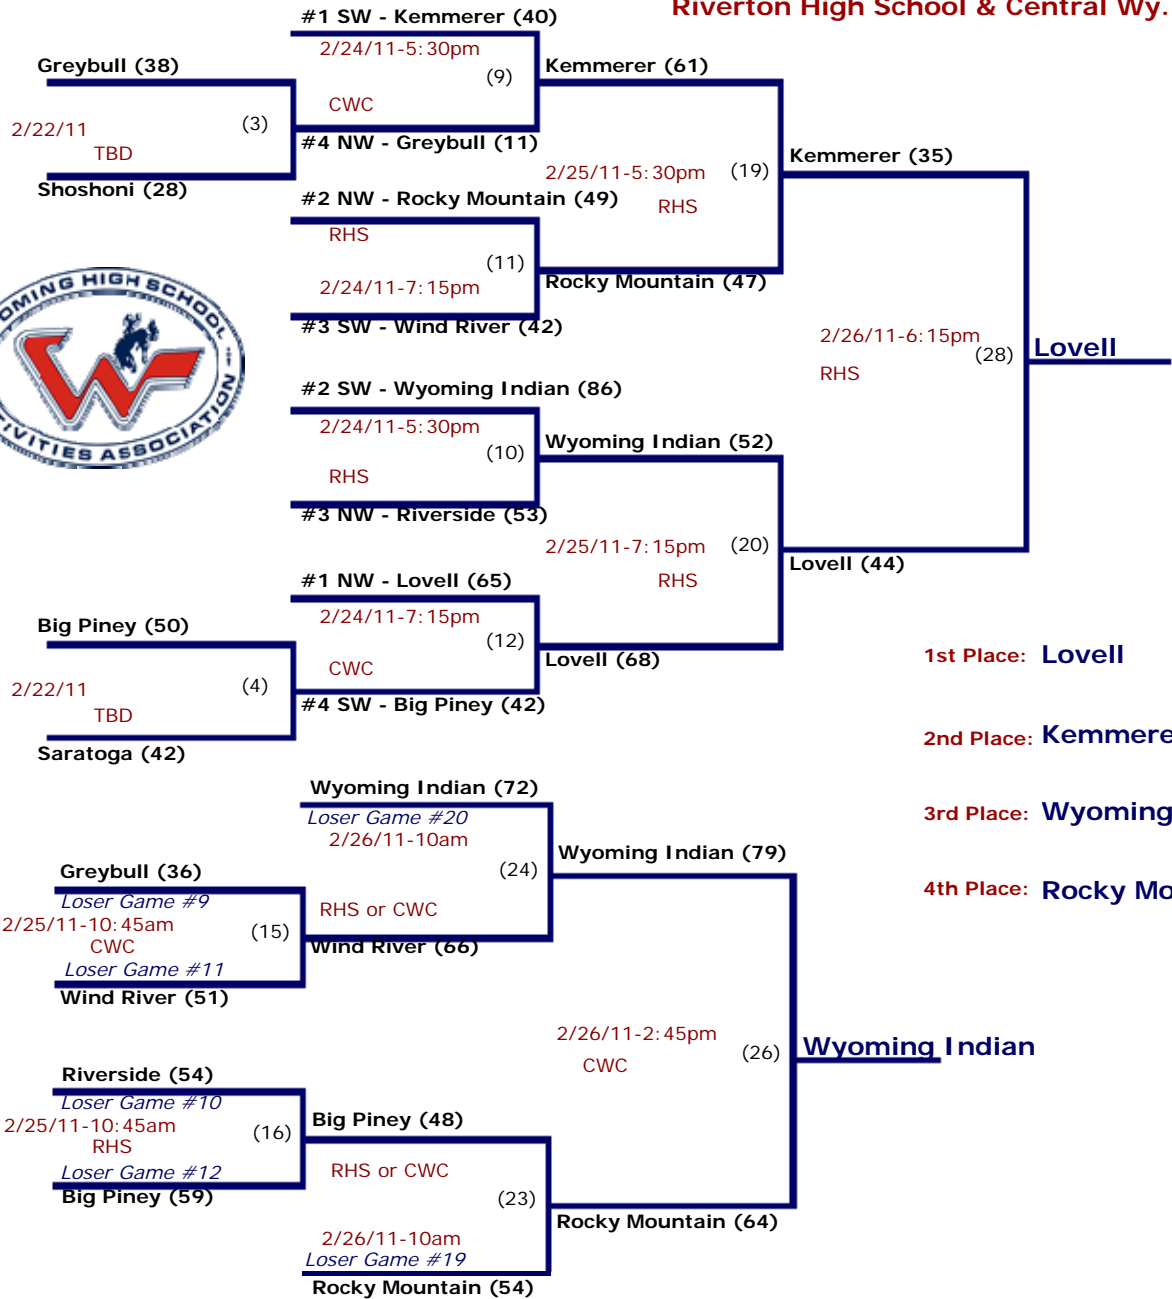 Riverton High School & Central Wy.
#1 SW - Kemmerer (40)
2/24/11-5:30pm
(9)
CWC
#4 NW - Greybull (11)
Greybull (38)
2/22/11
(3)
TBD
Shoshoni (28)
Kemmerer (61)
2/25/11-5:30pm
(19)
RHS
Rocky Mountain (47)
#2 NW - Rocky Mountain (49)
RHS
(11)
2/24/11-7:15pm
#3 SW - Wind River (42)
Kemmerer (35)
2/26/11-6:15pm
(28)
RHS
Lovell
HIGH SCHOOL
ACTIVITIES ASSOCIATION
W
#2 SW - Wyoming Indian (86)
2/24/11-5:30pm
(10)
RHS
#3 NW - Riverside (53)
Wyoming Indian (52)
2/25/11-7:15pm
(20)
RHS
Lovell (44)
#1 NW - Lovell (65)
2/24/11-7:15pm
(12)
CWC
#4 SW - Big Piney (42)
Lovell (68)
Big Piney (50)
2/22/11
(4)
TBD
Saratoga (42)
1st Place: Lovell
2nd Place: Kemmere
3rd Place: Wyoming
4th Place: Rocky Mo
Wyoming Indian (72)
Loser Game #20
2/26/11-10am
(24)
RHS or CWC
Wind River (66)
Greybull (36)
Loser Game #9
2/25/11-10:45am
(15)
CWC
Loser Game #11
Wind River (51)
Wyoming Indian (79)
2/26/11-2:45pm
(26)
CWC
Wyoming Indian
Riverside (54)
Loser Game #10
2/25/11-10:45am
(16)
RHS
Loser Game #12
Big Piney (59)
Big Piney (48)
RHS or CWC
(23)
2/26/11-10am
Loser Game #19
Rocky Mountain (54)
Rocky Mountain (64)